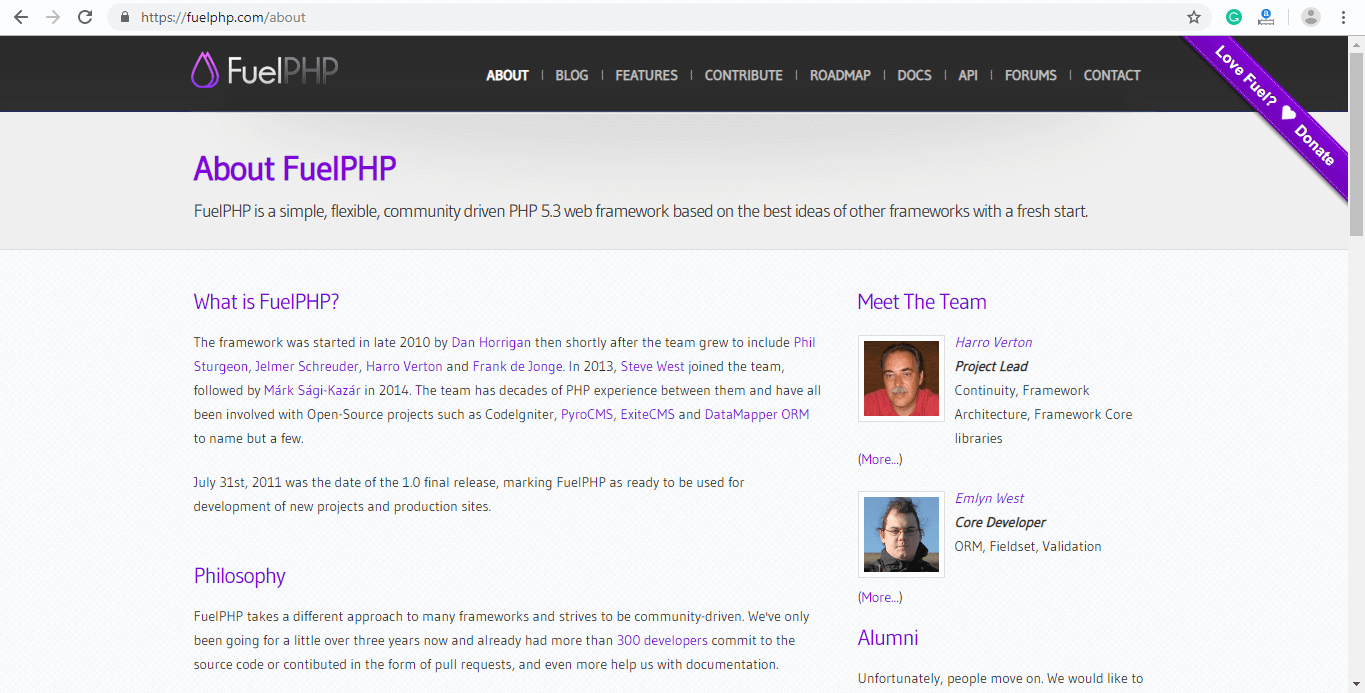 https://fuelphp.com/about
FuelPHP
ABOUT | BLOG | FEATURES | CONTRIBUTE | ROADMAP | DOCS | API | FORUMS | CONTACT
Love Fuel? Donate
About FuelPHP
FuelPHP is a simple, flexible, community driven PHP 5.3 web framework based on the best ideas of other frameworks with a fresh start.
What is FuelPHP?
The framework was started in late 2010 by Dan Horrigan then shortly after the team grew to include Phil
Sturgeon, Jelmer Schreuder, Harro Verton and Frank de Jonge. In 2013, Steve West joined the team,
followed by Márk Sági-Kazár in 2014. The team has decades of PHP experience between them and have all
been involved with Open-Source projects such as CodeIgniter, PyroCMS, ExiteCMS and DataMapper ORM
to name but a few.
July 31st, 2011 was the date of the 1.0 final release, marking FuelPHP as ready to be used for
development of new projects and production sites.
Philosophy
FuelPHP takes a different approach to many frameworks and strives to be community-driven. We've only
been going for a little over three years now and already had more than 300 developers commit to the
source code or contibuted in the form of pull requests, and even more help us with documentation.
Meet The Team
Harro Verton
Project Lead
Continuity, Framework
Architecture, Framework Core
libraries
(More...)
Emlyn West
Core Developer
ORM, Fieldset, Validation
(More...)
Alumni
Unfortunately, people move on. We would like to